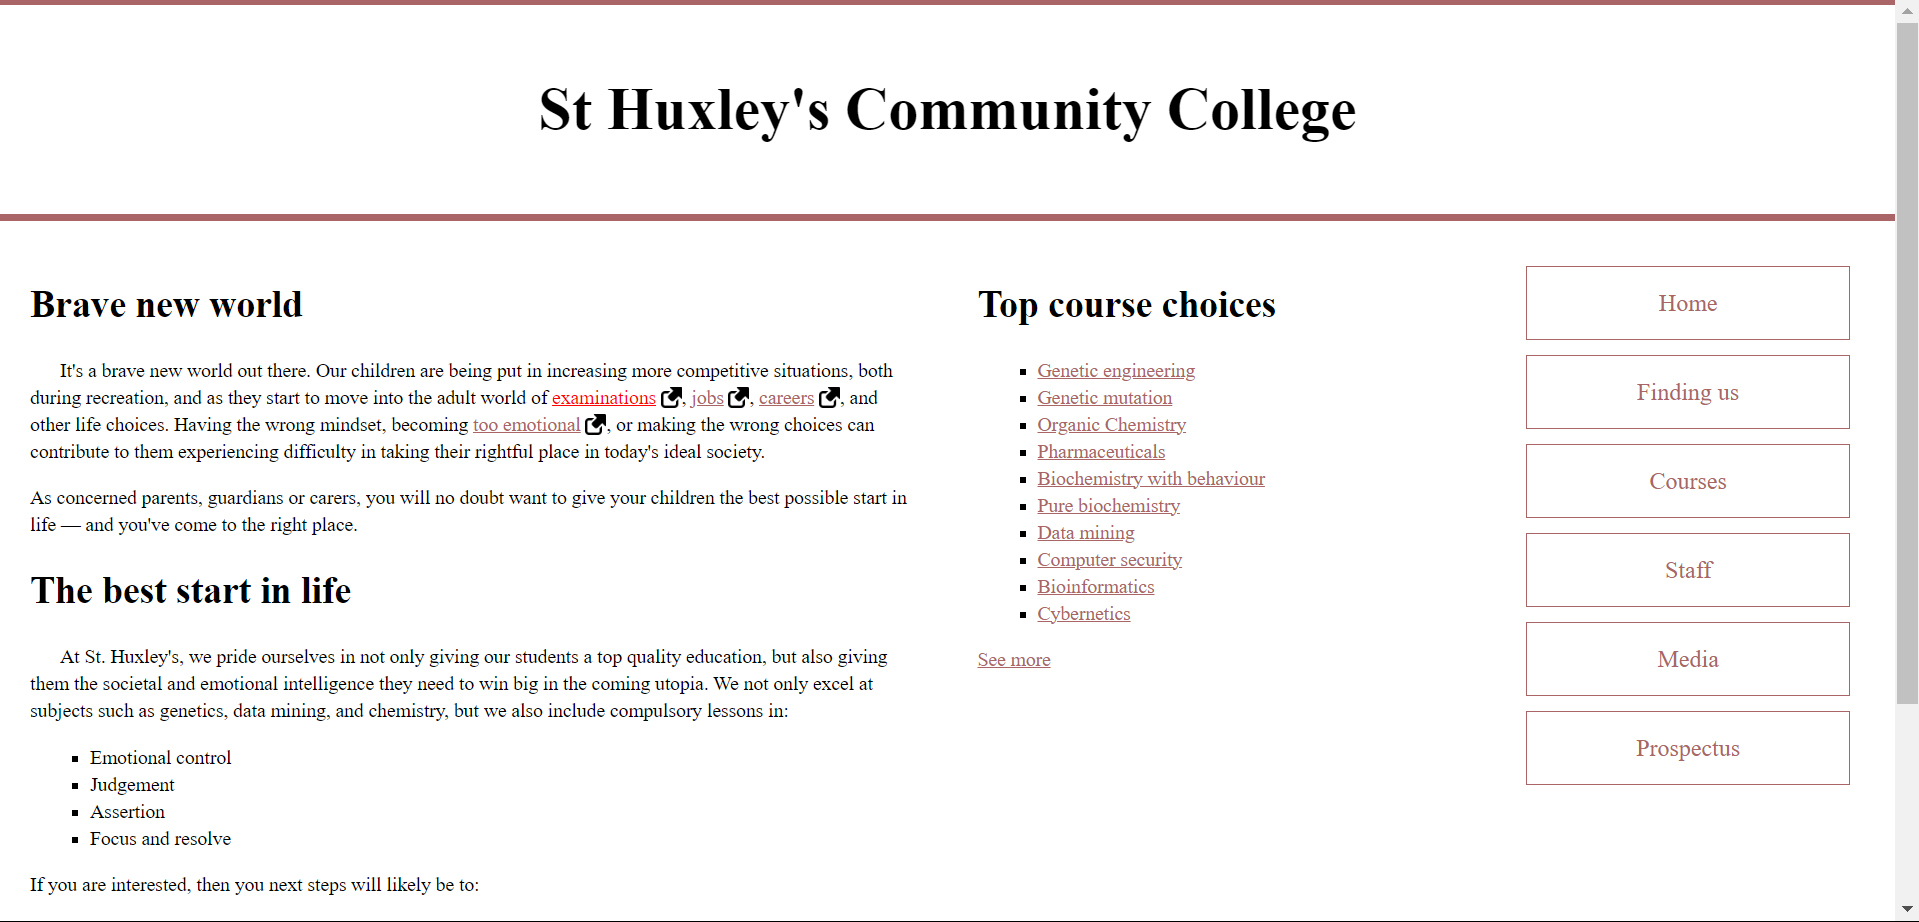 St Huxley's Community College
Brave new world
It's a brave new world out there. Our children are being put in increasing more competitive situations, both
during recreation, and as they start to move into the adult world of examinations, jobs, careers, and
other life choices. Having the wrong mindset, becoming too emotional, or making the wrong choices can
contribute to them experiencing difficulty in taking their rightful place in today's ideal society.
As concerned parents, guardians or carers, you will no doubt want to give your children the best possible start in
life — and you've come to the right place.
The best start in life
At St. Huxley's, we pride ourselves in not only giving our students a top quality education, but also giving
them the societal and emotional intelligence they need to win big in the coming utopia. We not only excel at
subjects such as genetics, data mining, and chemistry, but we also include compulsory lessons in:
Emotional control
Judgement
Assertion
Focus and resolve
If you are interested, then you next steps will likely be to:
Top course choices
Genetic engineering
Genetic mutation
Organic Chemistry
Pharmaceuticals
Biochemistry with behaviour
Pure biochemistry
Data mining
Computer security
Bioinformatics
Cybernetics
See more
Home
Finding us
Courses
Staff
Media
Prospectus